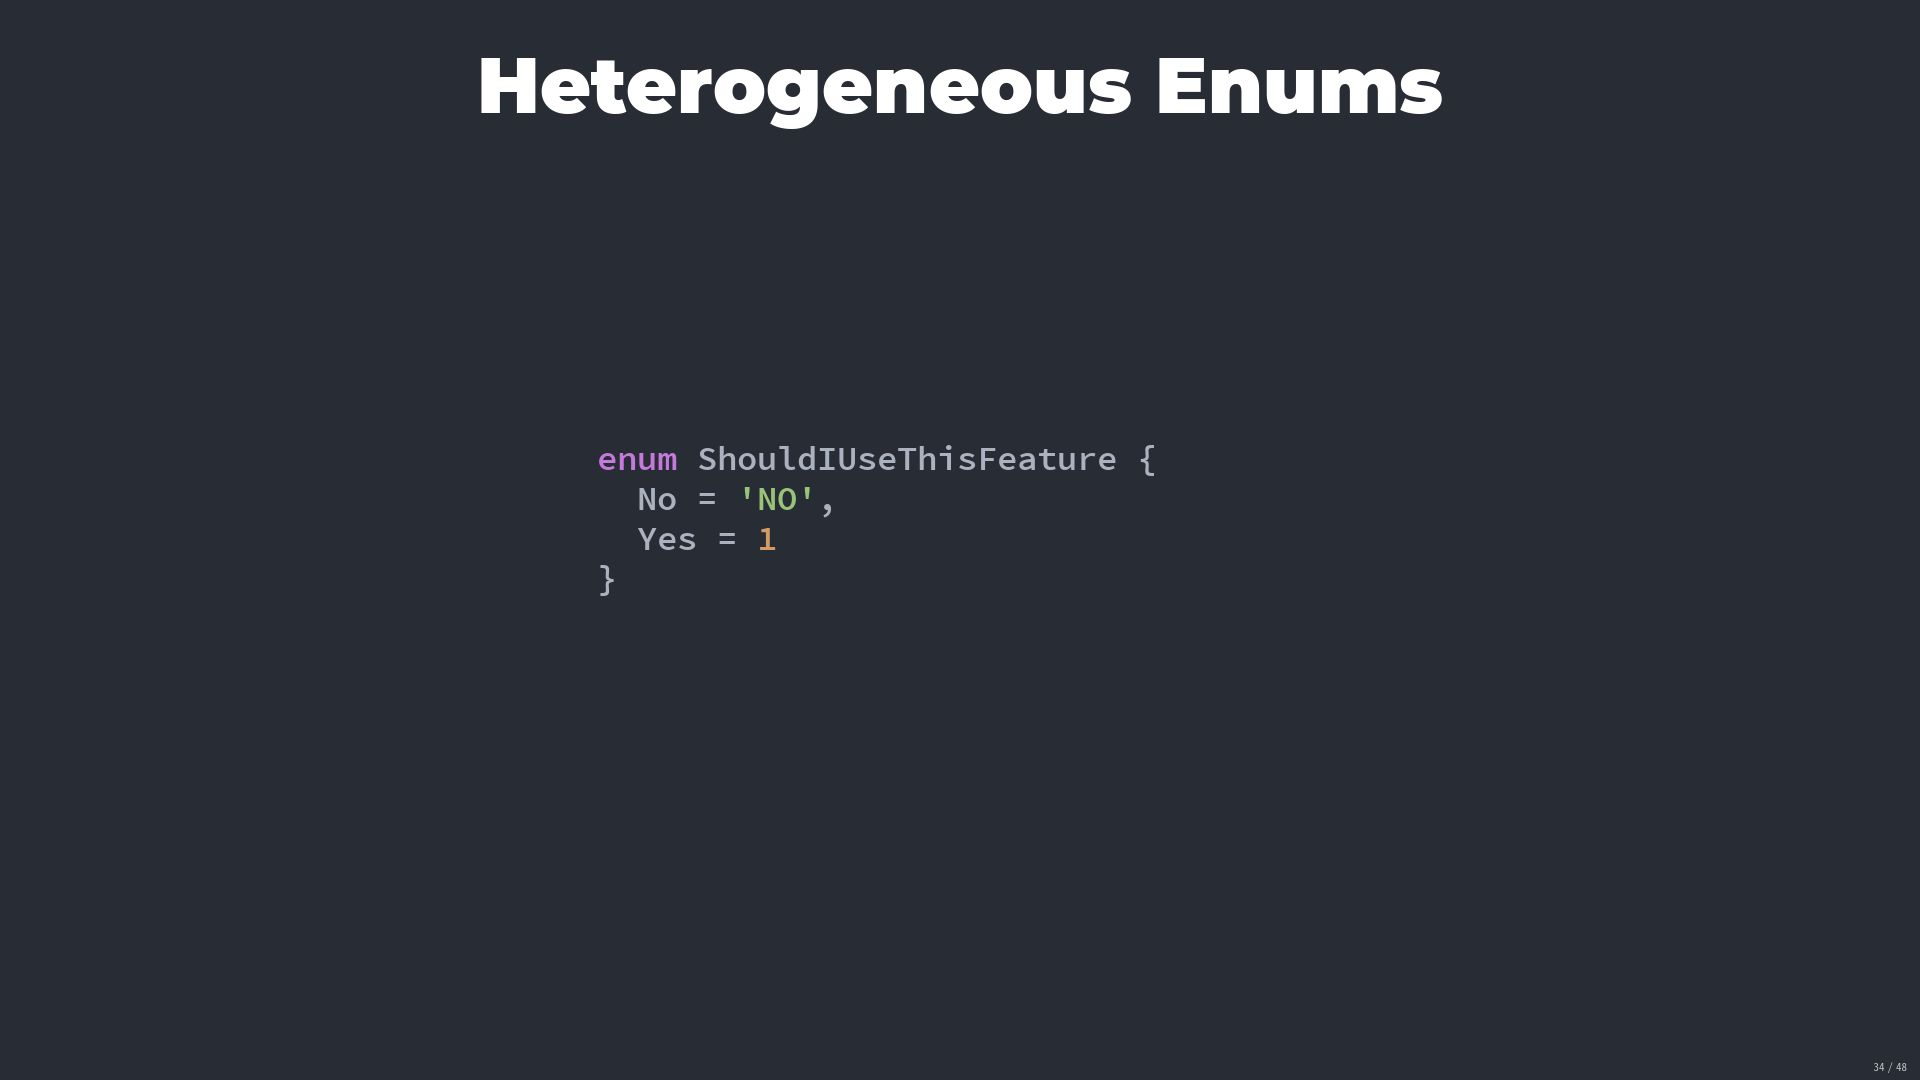 Heterogeneous Enums
enum ShouldIUseThisFeature {
  No = 'NO',
  Yes = 1
}
34 / 48